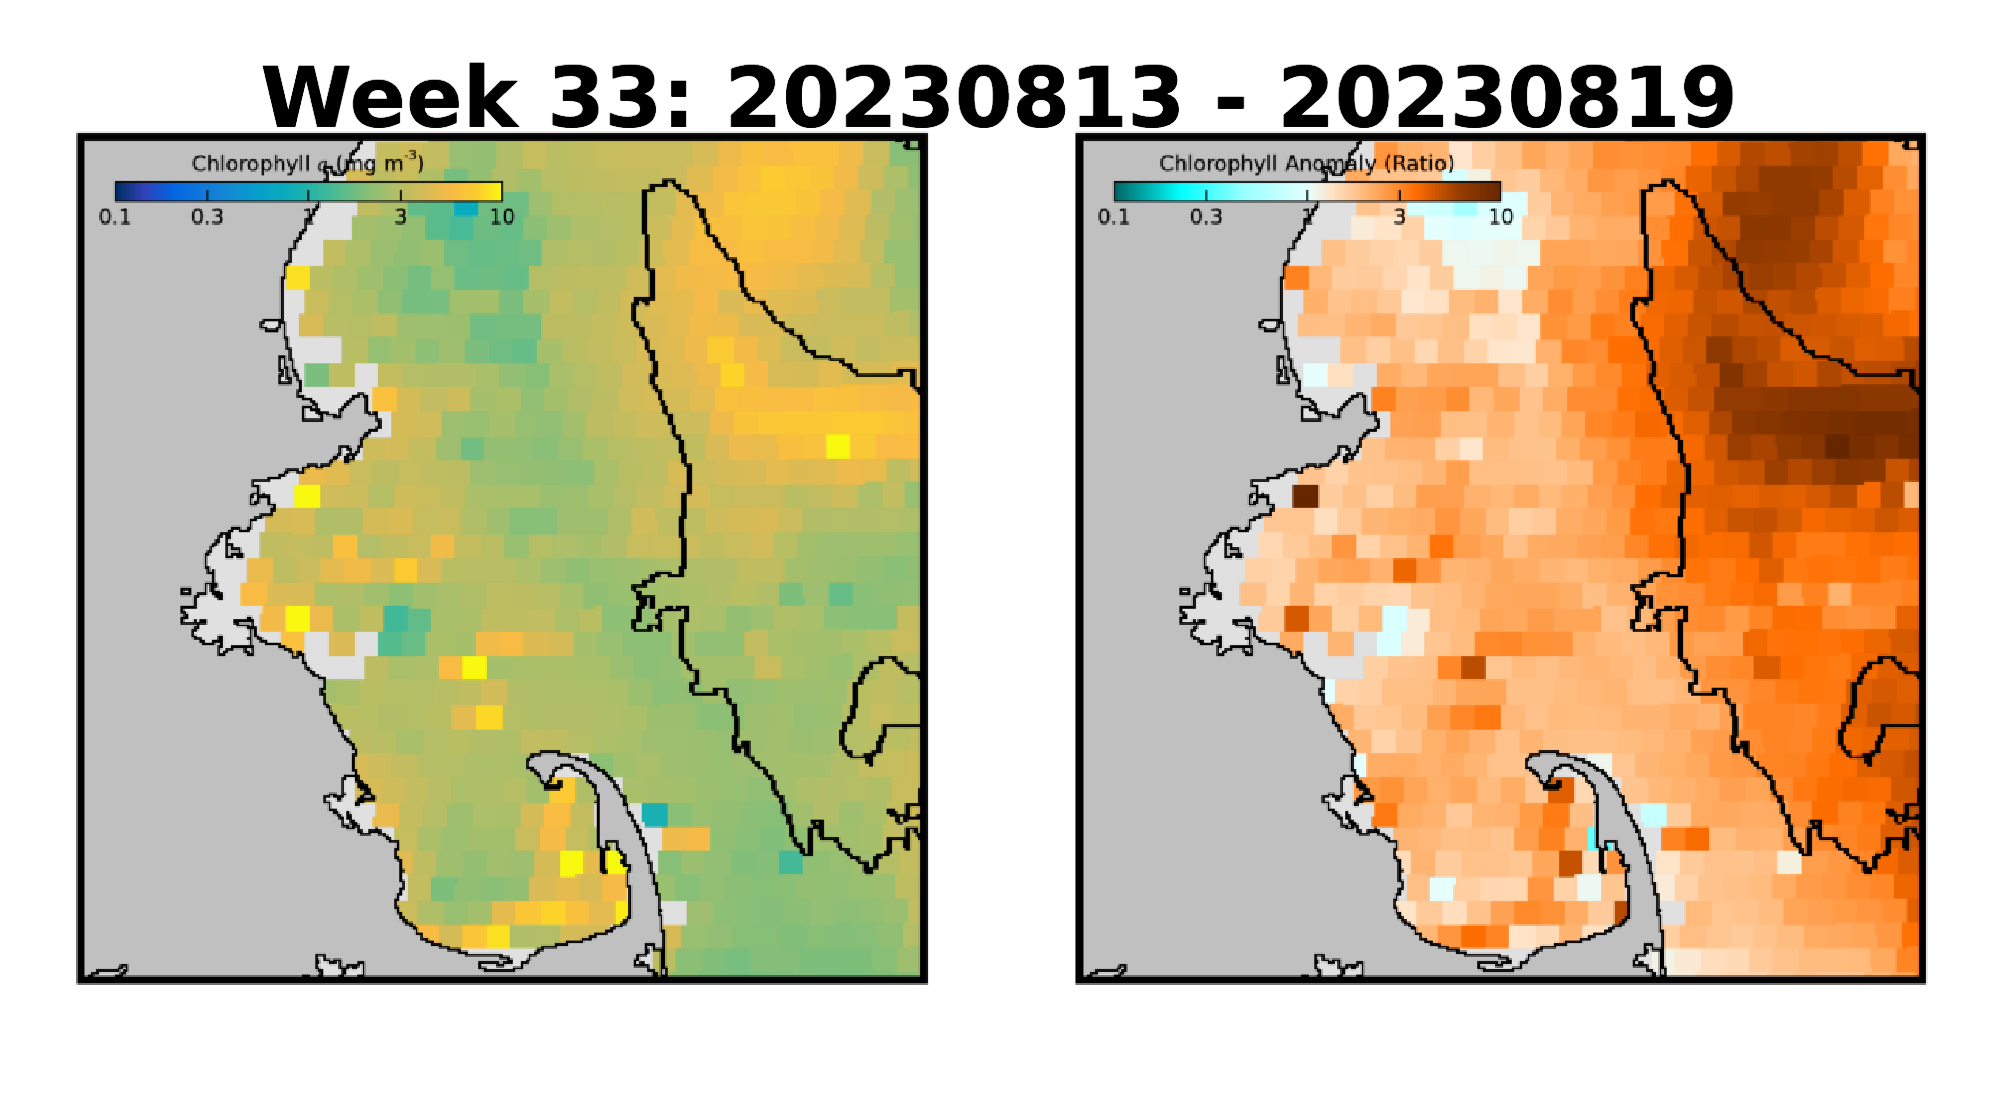 Week 33: 20230813 - 20230819
Chlorophyll a (mg m-3)
0.1 0.3 1 3 10
Chlorophyll Anomaly (Ratio)
0.1 0.3 1 3 10